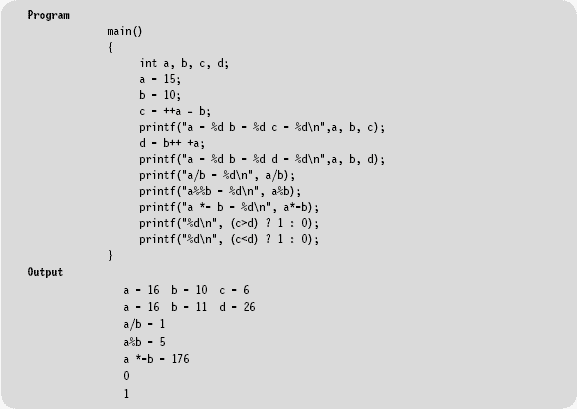 Program
main()
{
int a, b, c, d;
a = 15;
b = 10;
c = ++a - b;
printf("a = %d b = %d c = %d\n",a, b, c);
d = b++ +a;
printf("a = %d b = %d d = %d\n",a, b, d);
printf("a/b = %d\n", a/b);
printf("a%%b = %d\n", a%b);
printf("a *= b = %d\n", a*=b);
printf("%d\n", (c>d) ? 1 : 0);
printf("%d\n", (c<d) ? 1 : 0);
}
Output
a = 16 b = 10 c = 6
a = 16 b = 11 d = 26
a/b = 1
a%b = 5
a *=b = 176
0
1